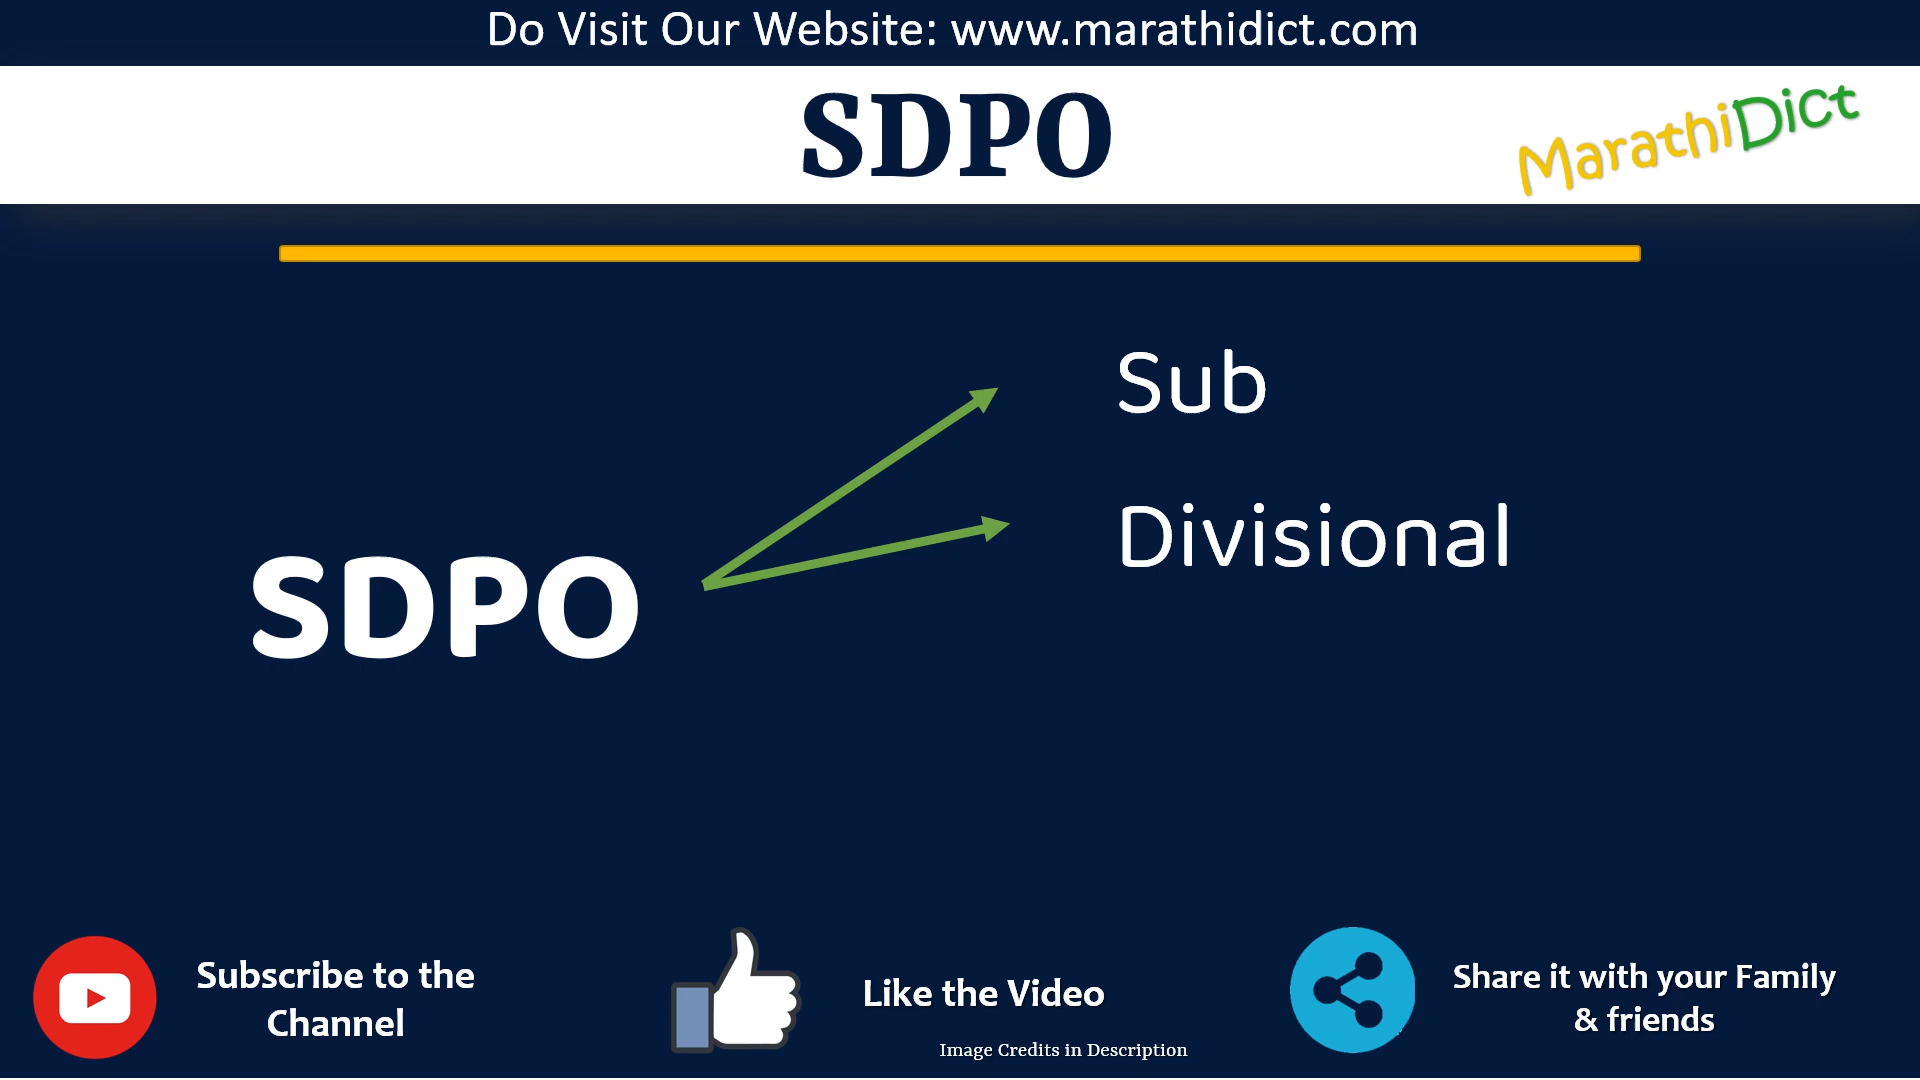 Do Visit Our Website: www.marathidict.com
SDPO
MarathiDict
Sub
Divisional
SDPO
Subscribe to the
Channel
Like the Video
Share it with your Family
& friends
Image Credits in Description